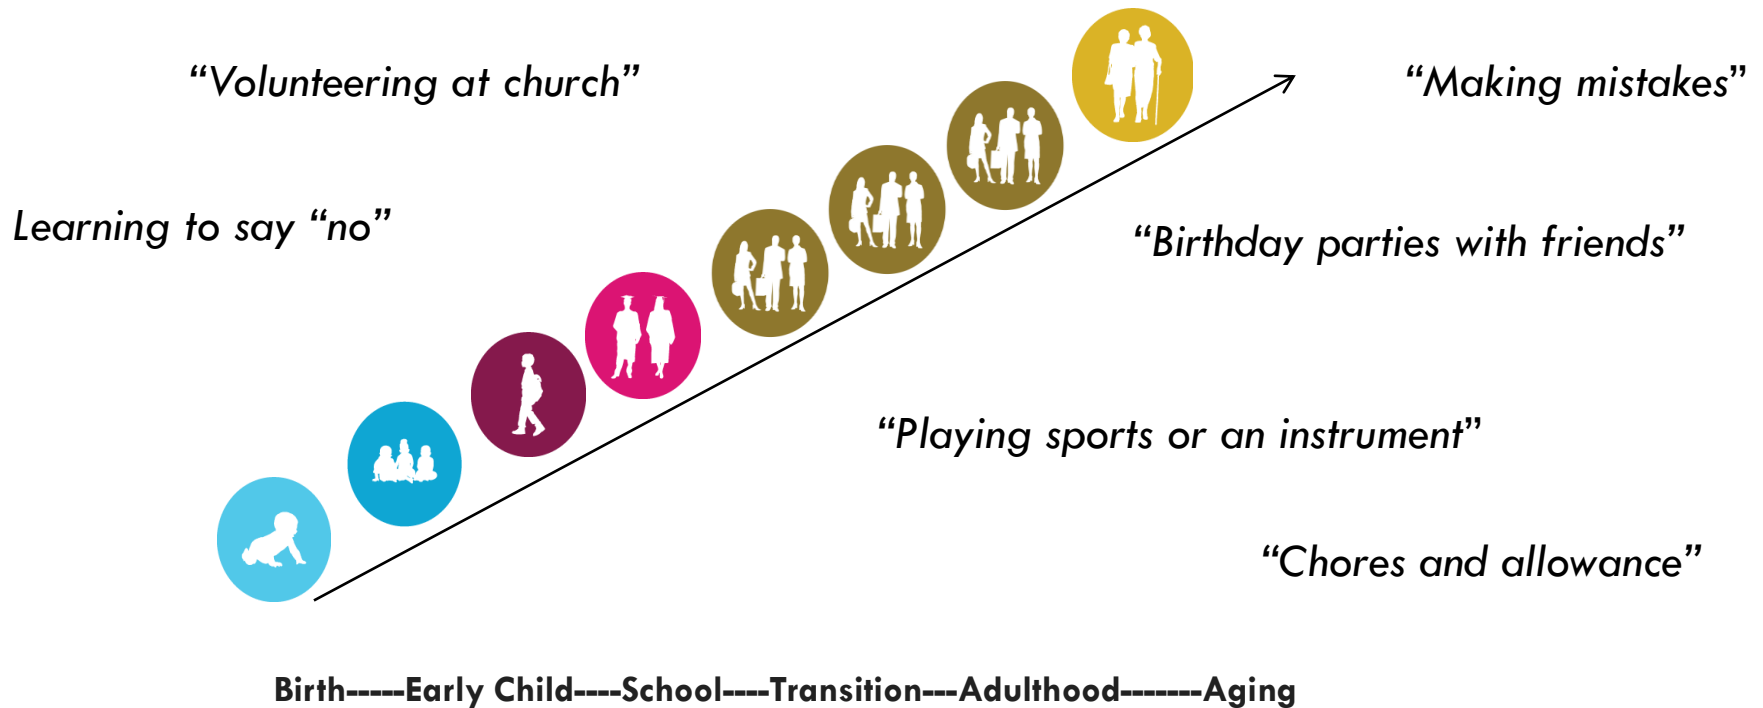 “Volunteering at church”
“Making mistakes”
Learning to say “no”
“Birthday parties with friends”
“Playing sports or an instrument”
“Chores and allowance”
Birth-----Early Child----School----Transition---Adulthood-------Aging